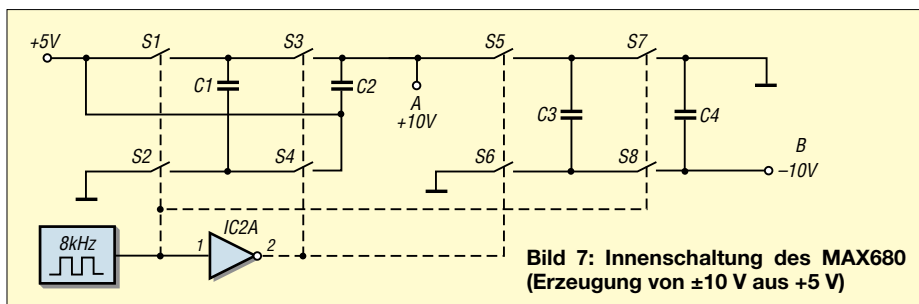 +5V
S1
S3
S5
S7
C1
C2
A
+10V
C3
C4
S2
S4
S6
S8
B
–10V
8kHz
IC2A
1
2
Bild 7: Innenschaltung des MAX680
(Erzeugung von ±10 V aus +5 V)